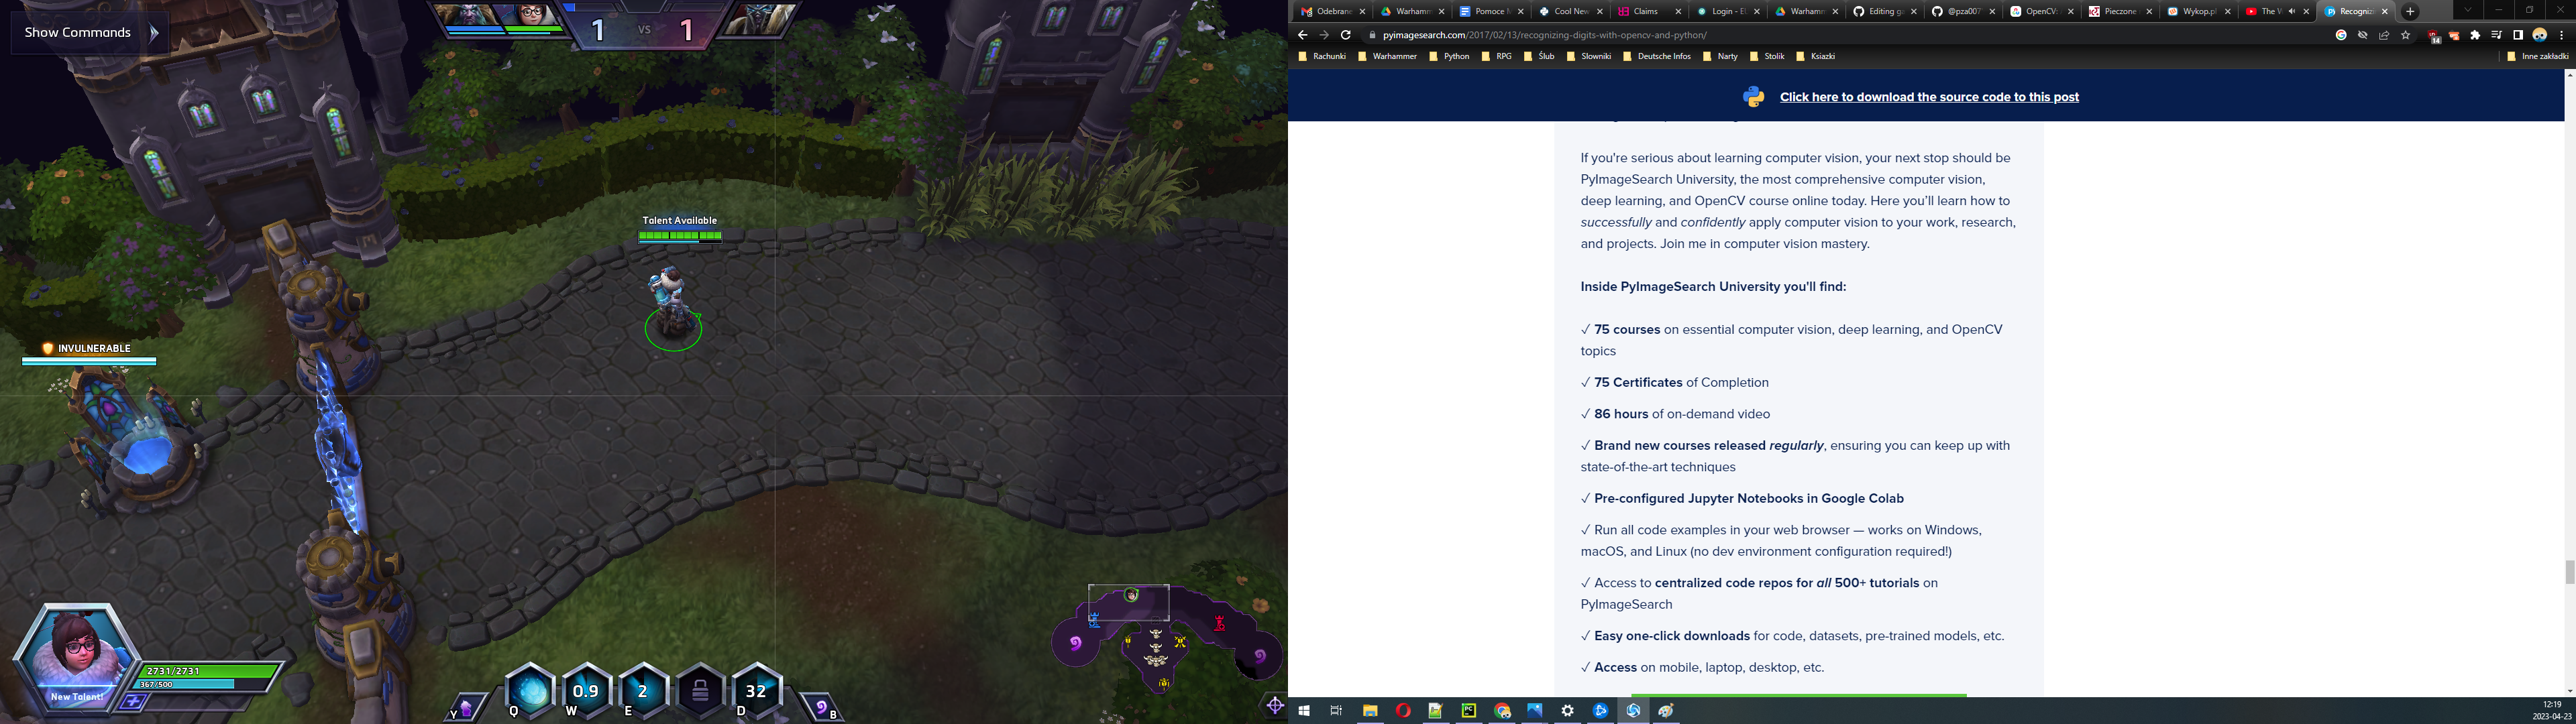 Show Commands
1 VS 1
Talent Available
INVULNERABLE
2731/2731
367/500
New Talent!
Y
Q
0.9
W
2
E
32
D
B
Odebrane
Warhamm
Pomoce
Cool New
Claims
Login - El
Warhamm
Editing g
@pza007
OpenCV:
Pieczone
Wykop.pl
The W
Recogniz
pyimagesearch.com/2017/02/13/recognizing-digits-with-opencv-and-python/
14
Rachunki
Warhammer
Python
RPG
Ślub
Slowniki
Deutsche Infos
Narty
Stolik
Ksiazki
Inne zakładki
Click here to download the source code to this post
If you're serious about learning computer vision, your next stop should be
PyImageSearch University, the most comprehensive computer vision,
deep learning, and OpenCV course online today. Here you'll learn how to
successfully and confidently apply computer vision to your work, research,
and projects. Join me in computer vision mastery.
Inside PyImageSearch University you'll find:
✓ 75 courses on essential computer vision, deep learning, and OpenCV
topics
✓ 75 Certificates of Completion
✓ 86 hours of on-demand video
✓ Brand new courses released regularly, ensuring you can keep up with
state-of-the-art techniques
✓ Pre-configured Jupyter Notebooks in Google Colab
✓ Run all code examples in your web browser — works on Windows,
macOS, and Linux (no dev environment configuration required!)
✓ Access to centralized code repos for all 500+ tutorials on
PyImageSearch
✓ Easy one-click downloads for code, datasets, pre-trained models, etc.
✓ Access on mobile, laptop, desktop, etc.
12:19
2023-04-23